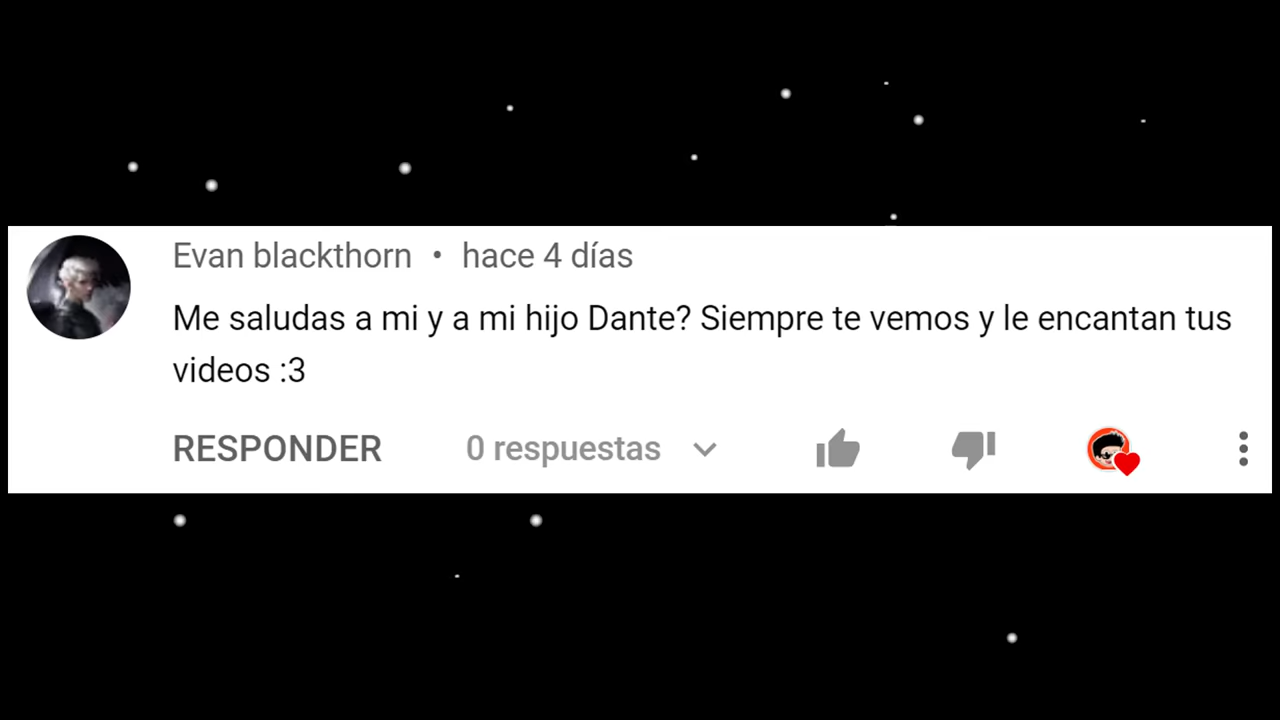 Evan blackthorn • hace 4 días
Me saludas a mi y a mi hijo Dante? Siempre te vemos y le encantan tus
videos :3
RESPONDER 0 respuestas